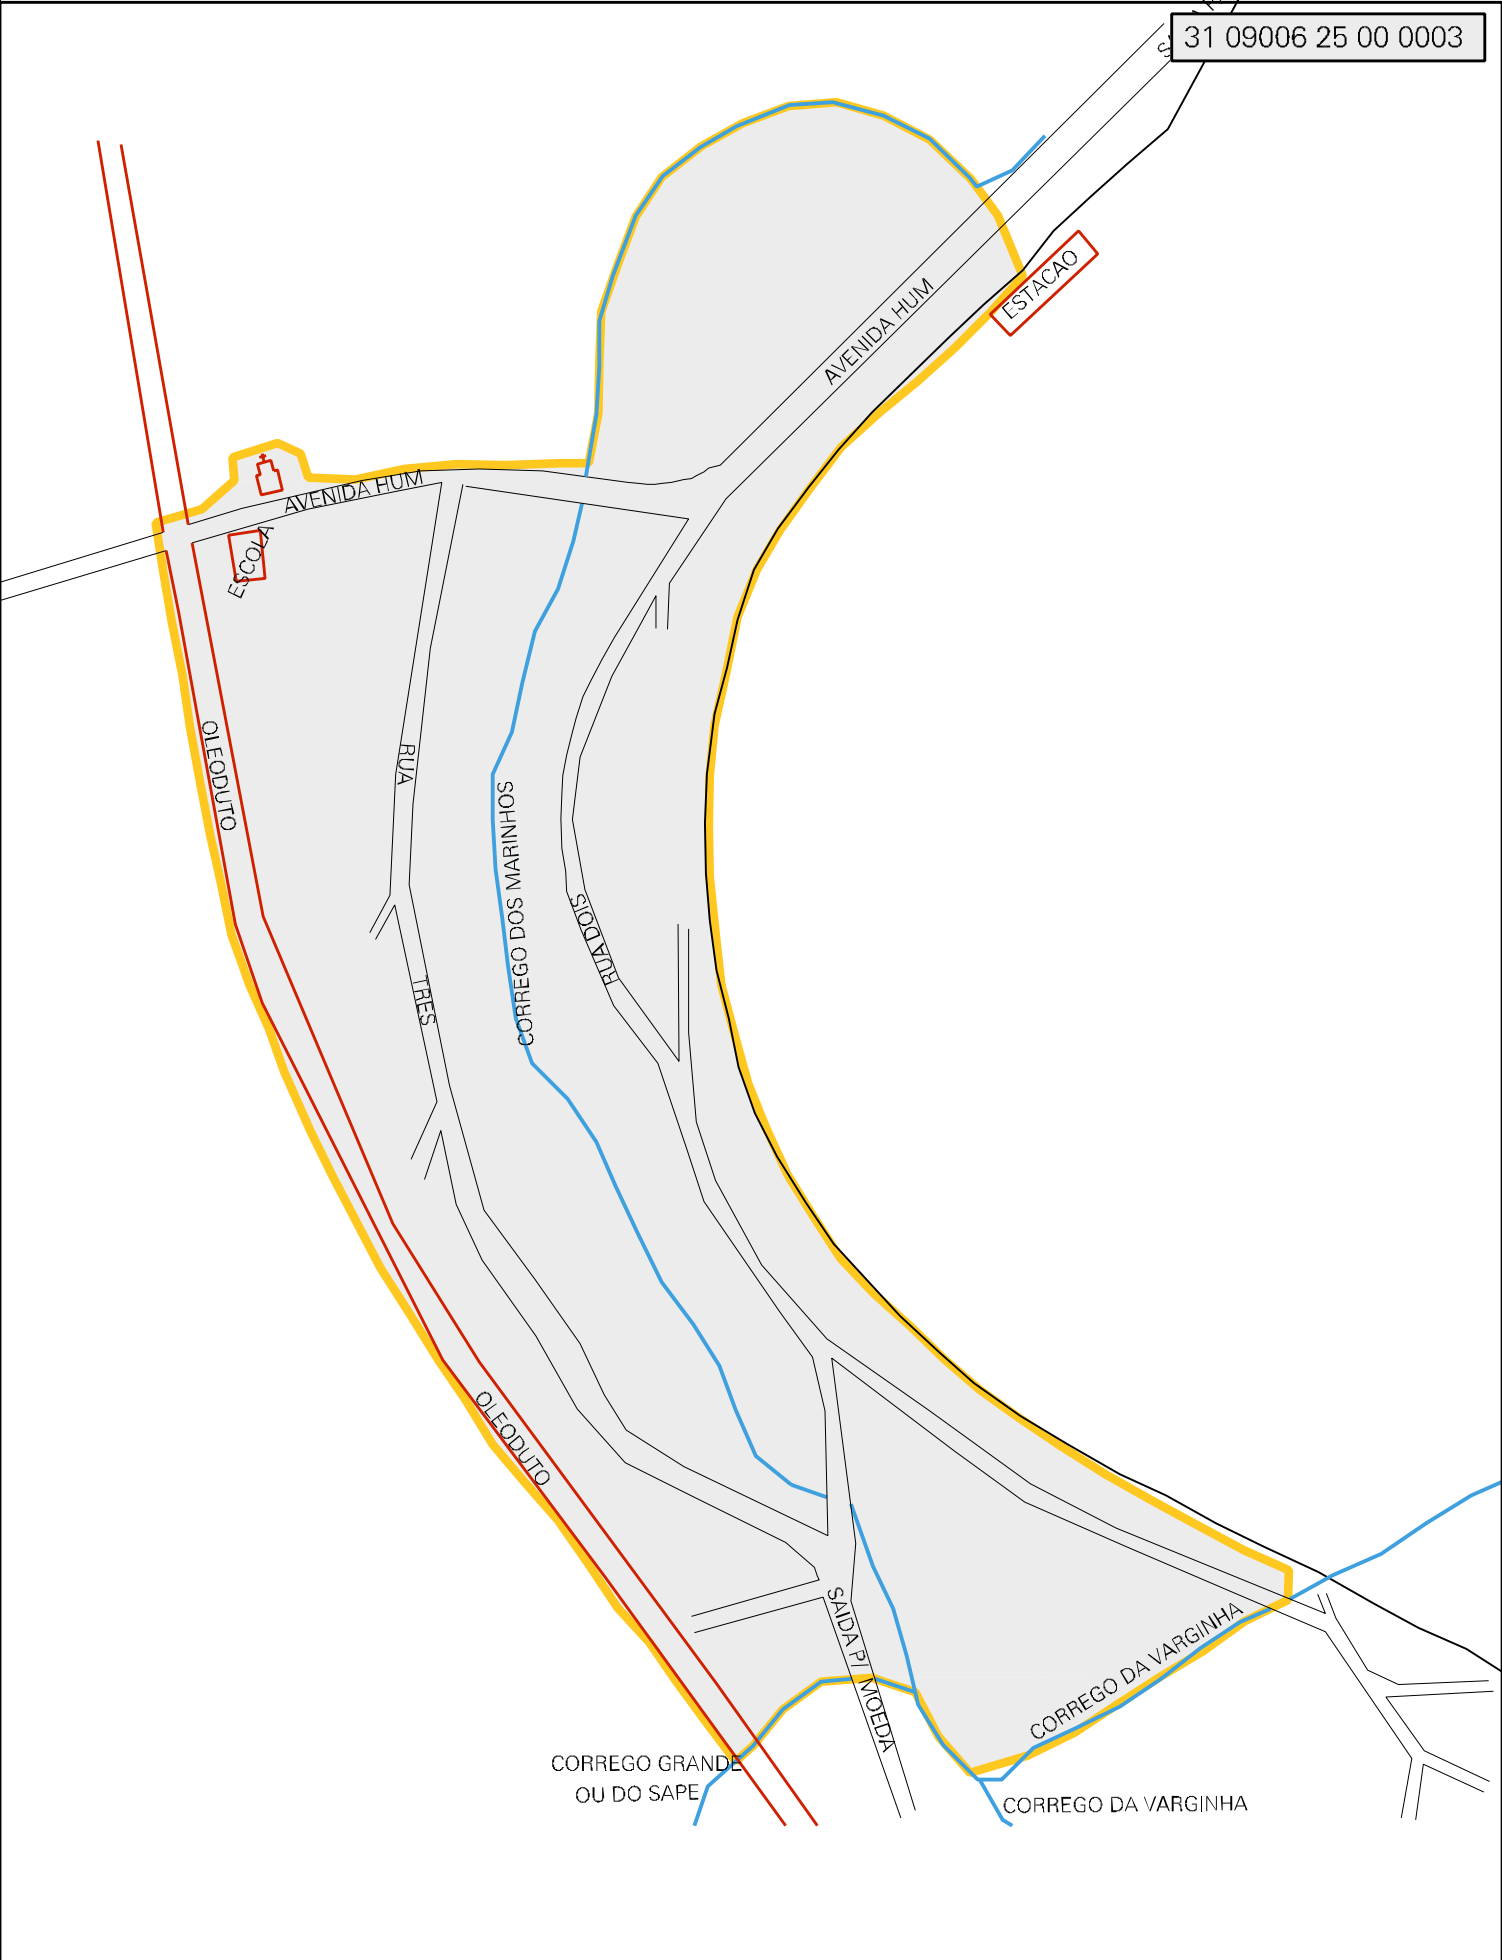 31 09006 25 00 0003
ESTACAO
AVENIDA HUM
AVENIDA HUM
ESCOLA
OLEODUTO
RUA
CORREGO DOS MARINHOS
RUA DOIS
TRES
OLEODUTO
SAIDA P/ MOEDA
CORREGO DA VARGINHA
CORREGO GRANDE
OU DO SAPE
CORREGO DA VARGINHA